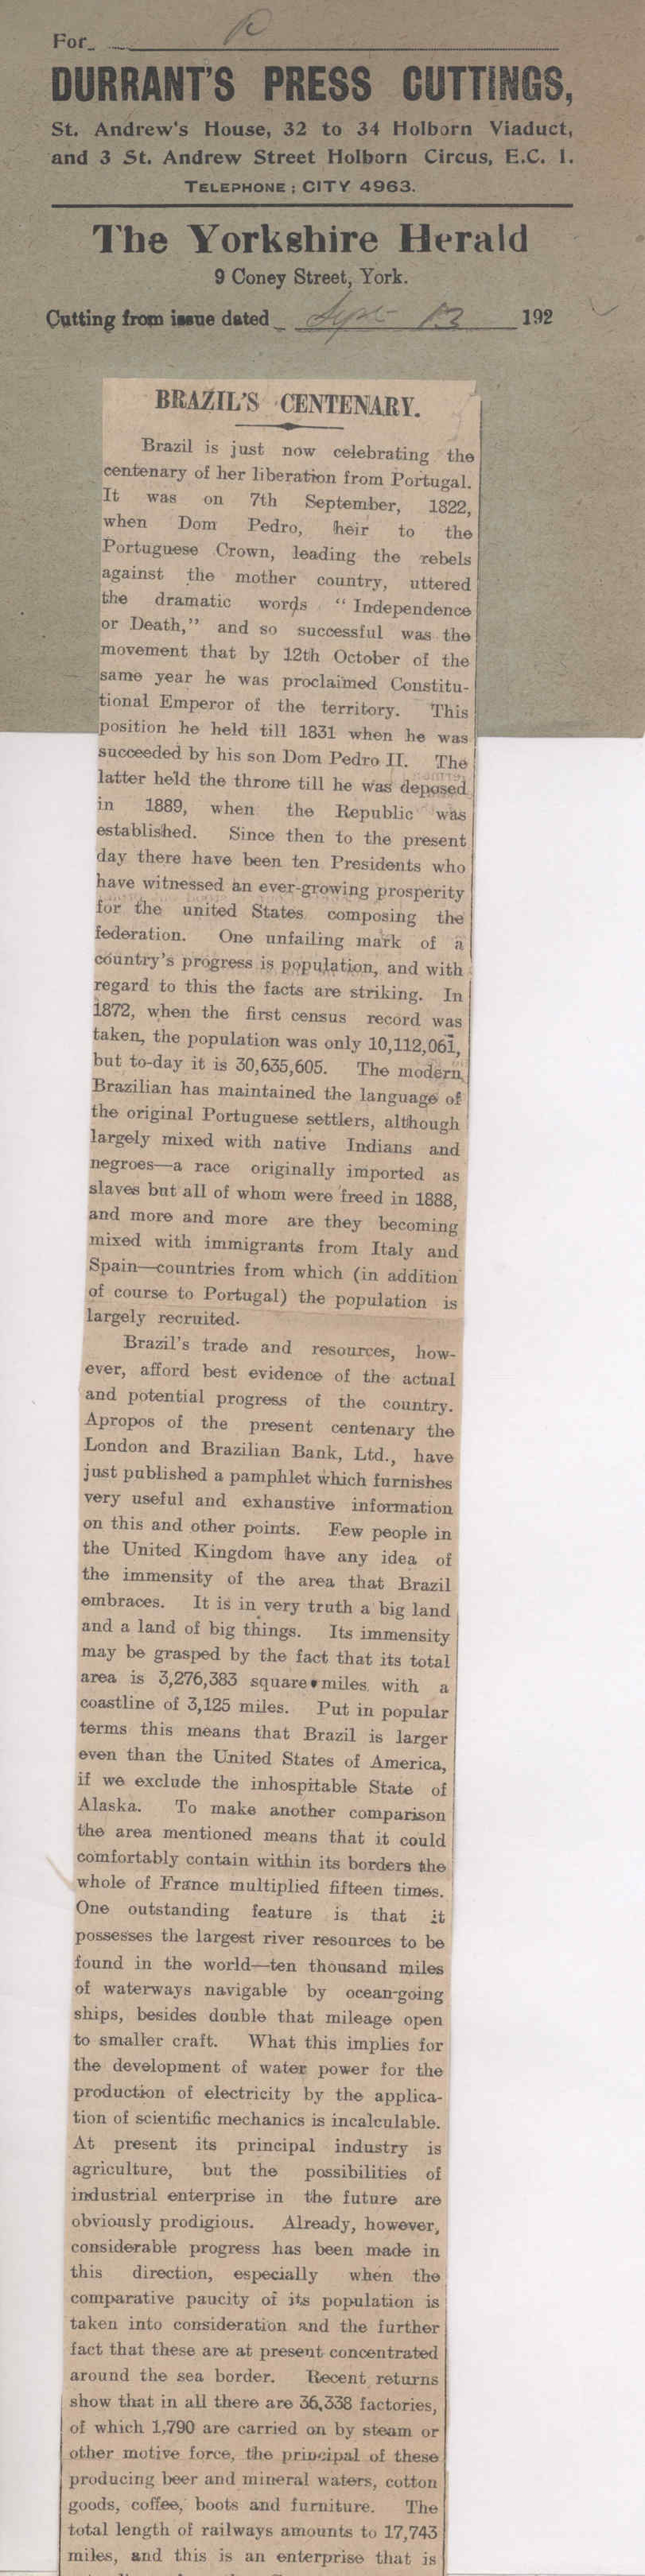 For
DURRANT'S PRESS CUTTINGS,
St. Andrew's House, 32 to 34 Holborn Viaduct,
and 3 St. Andrew Street Holborn Circus, E.C. 1.
TELEPHONE; CITY 4963.
The Yorkshire Herald
9 Coney Street, York.
Cutting from issue dated Sept 13 192
BRAZIL'S CENTENARY.
Brazil is just now celebrating the
centenary of her liberation from Portugal.
It was on 7th September, 1822,
when Dom Pedro, heir to the
Portuguese Crown, leading the rebels
against the mother country, uttered
the dramatic words "Independence
or Death," and so successful was the
movement that by 12th October of the
same year he was proclaimed Constitu-
tional Emperor of the territory. This
position he held till 1831 when he was
succeeded by his son Dom Pedro II. The
latter held the throne till he was deposed
in 1889, when the Republic was
established. Since then to the present
day there have been ten Presidents who
have witnessed an ever-growing prosperity
for the united States composing the
federation. One unfailing mark of a
country's progress is population, and with
regard to this the facts are striking. In
1872, when the first census record was
taken, the population was only 10,112,061,
but to-day it is 30,635,605. The modern
Brazilian has maintained the language of
the original Portuguese settlers, although
largely mixed with native Indians and
negroes—a race originally imported as
slaves but all of whom were freed in 1888,
and more and more are they becoming
mixed with immigrants from Italy and
Spain—countries from which (in addition
of course to Portugal) the population is
largely recruited.
Brazil's trade and resources, how-
ever, afford best evidence of the actual
and potential progress of the country.
Apropos of the present centenary the
London and Brazilian Bank, Ltd., have
just published a pamphlet which furnishes
very useful and exhaustive information
on this and other points. Few people in
the United Kingdom have any idea of
the immensity of the area that Brazil
embraces. It is in very truth a big land
and a land of big things. Its immensity
may be grasped by the fact that its total
area is 3,276,383 square miles with a
coastline of 3,125 miles. Put in popular
terms this means that Brazil is larger
even than the United States of America,
if we exclude the inhospitable State of
Alaska. To make another comparison
the area mentioned means that it could
comfortably contain within its borders the
whole of France multiplied fifteen times.
One outstanding feature is that it
possesses the largest river resources to be
found in the world—ten thousand miles
of waterways navigable by ocean-going
ships, besides double that mileage open
to smaller craft. What this implies for
the development of water power for the
production of electricity by the applica-
tion of scientific mechanics is incalculable.
At present its principal industry is
agriculture, but the possibilities of
industrial enterprise in the future are
obviously prodigious. Already, however,
considerable progress has been made in
this direction, especially when the
comparative paucity of its population is
taken into consideration and the further
fact that these are at present concentrated
around the sea border. Recent returns
show that in all there are 36,338 factories,
of which 1,790 are carried on by steam or
other motive force, the principal of these
producing beer and mineral waters, cotton
goods, coffee, boots and furniture. The
total length of railways amounts to 17,743
miles, and this is an enterprise that is